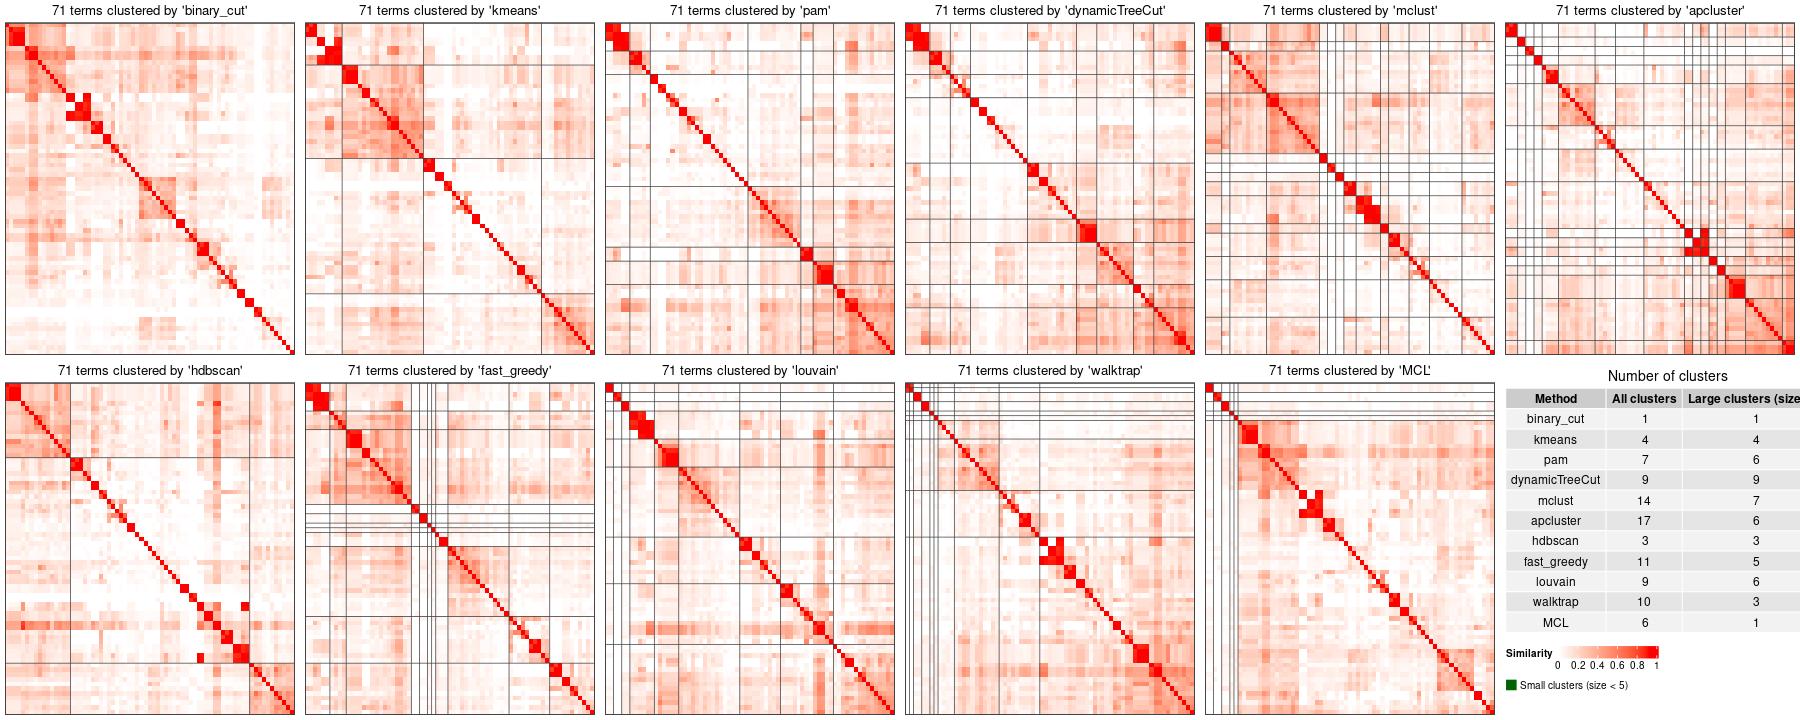 71 terms clustered by 'binary_cut'
71 terms clustered by 'kmeans'
71 terms clustered by 'pam'
71 terms clustered by 'dynamicTreeCut'
71 terms clustered by 'mclust'
71 terms clustered by 'apcluster'
71 terms clustered by 'hdbscan'
71 terms clustered by 'fast_greedy'
71 terms clustered by 'louvain'
71 terms clustered by 'walktrap'
71 terms clustered by 'MCL'
Number of clusters
Method All clusters Large clusters (size
binary_cut 1 1
kmeans 4 4
pam 7 6
dynamicTreeCut 9 9
mclust 14 7
apcluster 17 6
hdbscan 3 3
fast_greedy 11 5
louvain 9 6
walktrap 10 3
MCL 6 1
Similarity
0 0.2 0.4 0.6 0.8 1
Small clusters (size < 5)